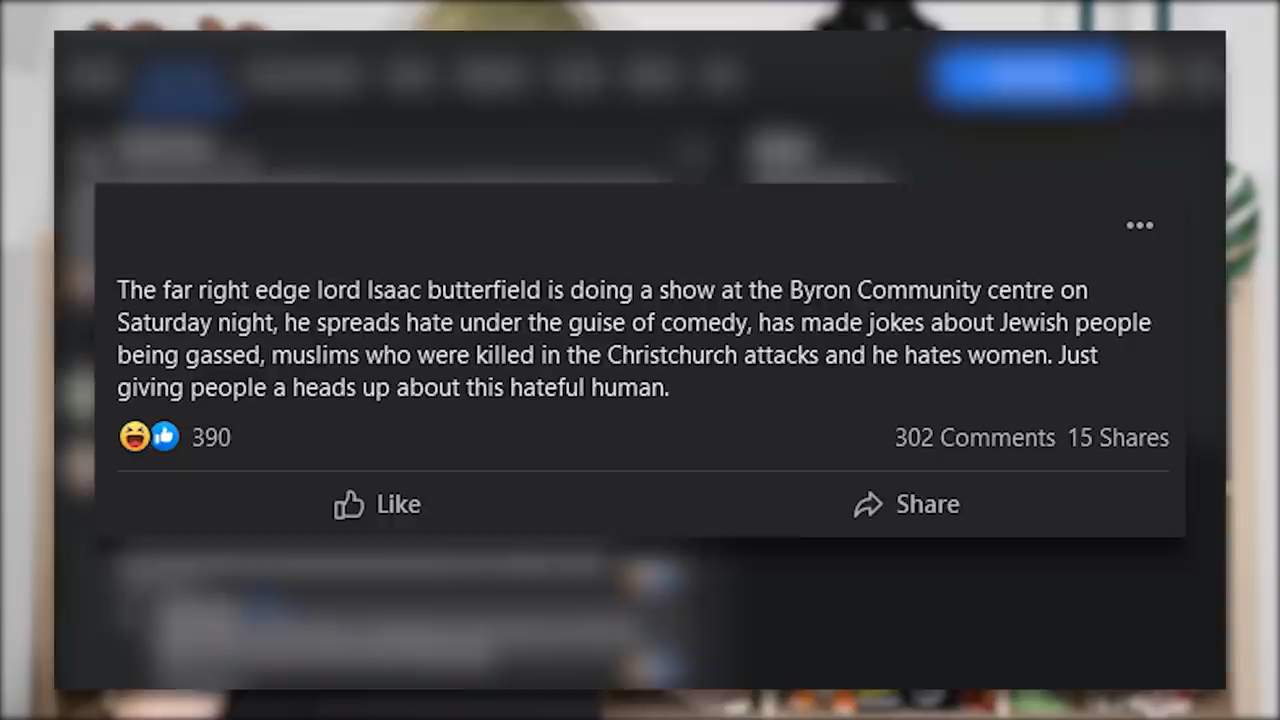 The far right edge lord Isaac butterfield is doing a show at the Byron Community centre on
Saturday night, he spreads hate under the guise of comedy, has made jokes about Jewish people
being gassed, muslims who were killed in the Christchurch attacks and he hates women. Just
giving people a heads up about this hateful human.
390 302 Comments 15 Shares
Like Share